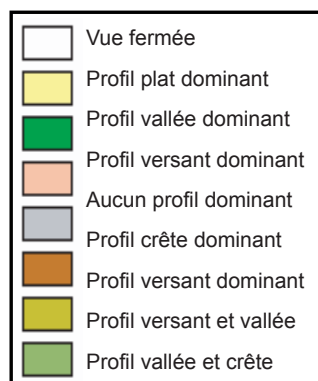 Vue fermée
Profil plat dominant
Profil vallée dominant
Profil versant dominant
Aucun profil dominant
Profil crête dominant
Profil versant dominant
Profil versant et vallée
Profil vallée et crête